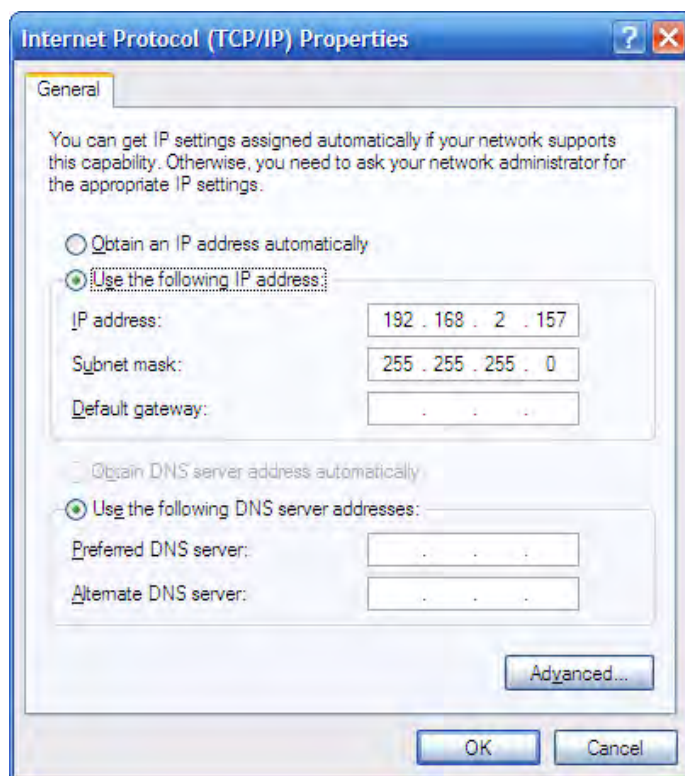 Internet Protocol (TCP/IP) Properties
?
General
You can get IP settings assigned automatically if your network supports
this capability. Otherwise, you need to ask your network administrator for
the appropriate IP settings.
Obtain an IP address automatically
Use the following IP address:
IP address: 192 . 168 . 2 . 157
Subnet mask: 255 . 255 . 255 . 0
Default gateway: . . .
Obtain DNS server address automatically
Use the following DNS server addresses:
Preferred DNS server: . . .
Alternate DNS server: . . .
Advanced...
OK Cancel